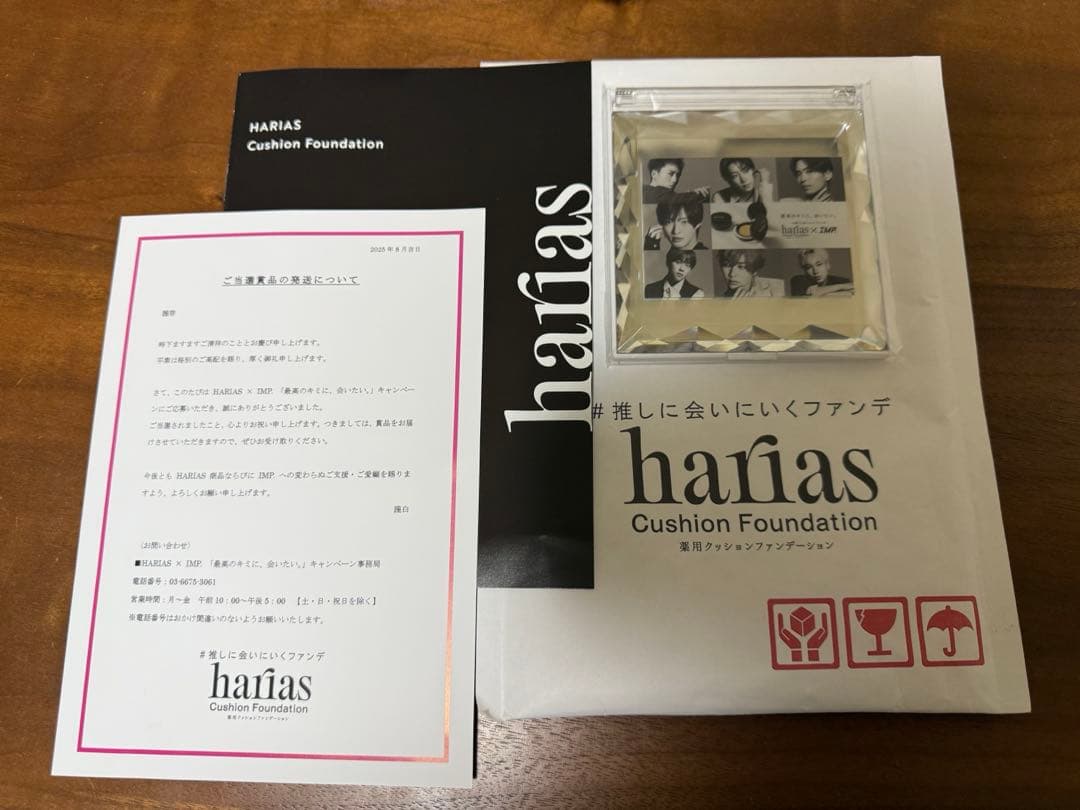 HARIAS
Cushion Foundation
harias
2025年8月吉日
ご当選賞品の発送について
謹啓
時下ますますご清祥のこととお慶び申し上げます。
平素は格別のご高配を賜り、厚く御礼申し上げます。
さて、このたびは HARIAS × IMP. 「最高のキミに、会いたい。」キャンペー
ンにご応募いただき、誠にありがとうございました。
ご当選されましたこと、心よりお祝い申し上げます。つきましては、賞品をお届
けさせていただきますので、ぜひお受け取りください。
今後とも HARIAS 商品ならびに IMP. への変わらぬご支援・ご愛顧を賜りま
すよう、よろしくお願い申し上げます。
謹白
〈お問い合わせ〉
■HARIAS × IMP. 「最高のキミに、会いたい。」キャンペーン事務局
電話番号：03-6675-3061
営業時間：月～金　午前10：00～午後5：00　【土・日・祝日を除く】
※電話番号はおかけ間違いのないようお願いいたします。
#推しに会いにいくファンデ
harias
Cushion Foundation
薬用クッションファンデーション
最高のキミに、会いたい。
harias×IMP.
#推しに会いにいくファンデ
harias
Cushion Foundation
薬用クッションファンデーション